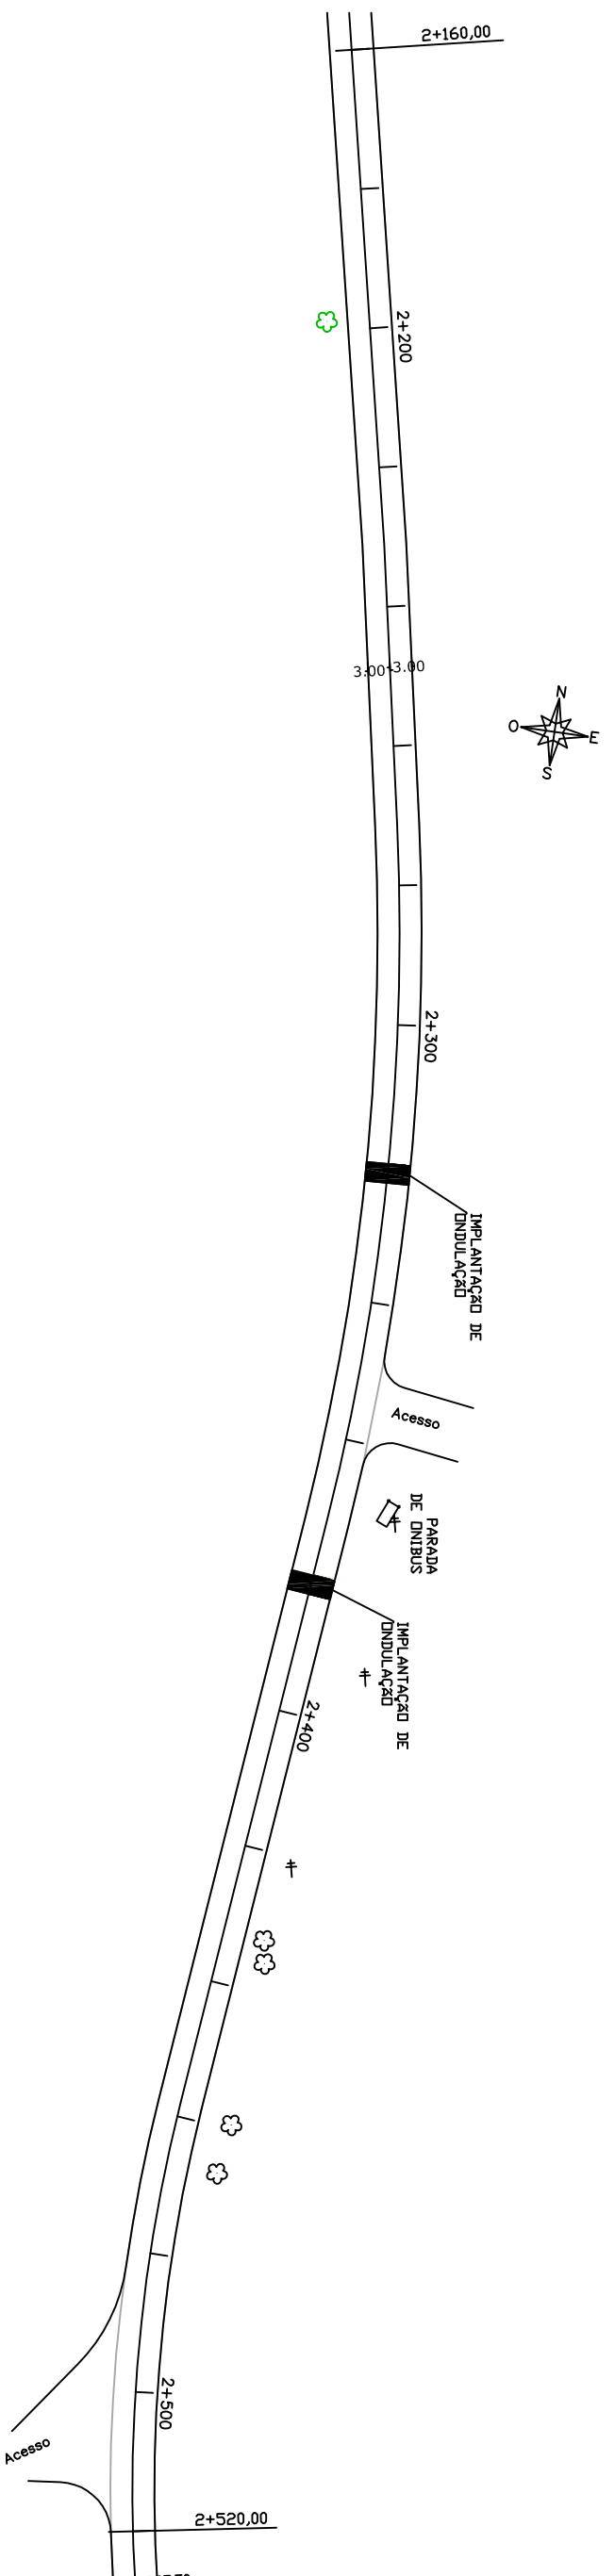 2+160,00
2+200
3.00
3.00
N
O
E
S
2+300
IMPLANTAÇÃO DE
ONDULAÇÃO
Acesso
PARADA
DE ONIBUS
IMPLANTAÇÃO DE
ONDULAÇÃO
2+400
2+500
Acesso
2+520,00